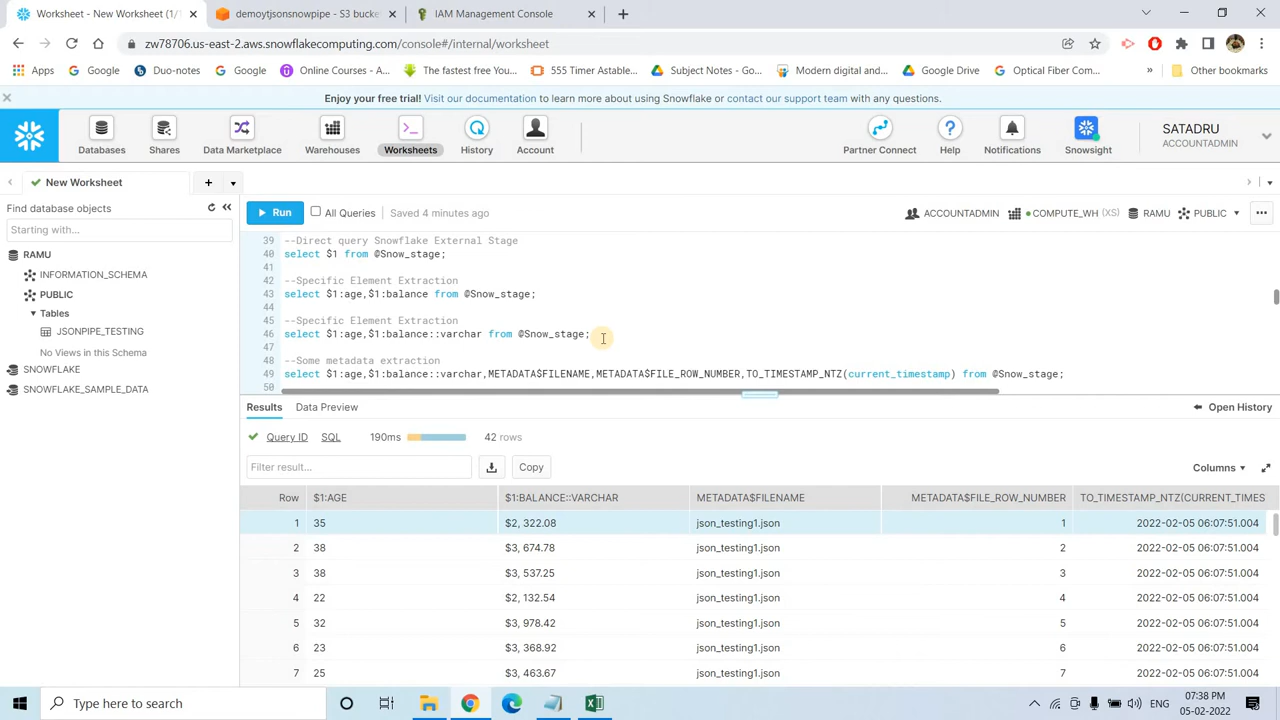 Worksheet - New Worksheet (1/1
demoytjsonsnowpipe - S3 bucke
IAM Management Console
zw78706.us-east-2.aws.snowflakecomputing.com/console#/internal/worksheet
Apps
Google
Duo-notes
Google
Online Courses - A...
The fastest free You...
555 Timer Astable...
Subject Notes - Go...
Modern digital and...
Google Drive
Optical Fiber Com...
»
Other bookmarks
Enjoy your free trial! Visit our documentation to learn more about using Snowflake or contact our support team with any questions.
Databases
Shares
Data Marketplace
Warehouses
Worksheets
History
Account
Partner Connect
Help
Notifications
Snowsight
SATADRU
ACCOUNTADMIN
New Worksheet
Find database objects
Starting with...
RAMU
INFORMATION_SCHEMA
PUBLIC
Tables
JSONPIPE_TESTING
No Views in this Schema
SNOWFLAKE
SNOWFLAKE_SAMPLE_DATA
Run
All Queries
Saved 4 minutes ago
ACCOUNTADMIN
COMPUTE_WH (XS)
RAMU
PUBLIC
39 --Direct query Snowflake External Stage
40 select $1 from @Snow_stage;
41
42 --Specific Element Extraction
43 select $1:age,$1:balance from @Snow_stage;
44
45 --Specific Element Extraction
46 select $1:age,$1:balance::varchar from @Snow_stage;
47
48 --Some metadata extraction
49 select $1:age,$1:balance::varchar,METADATA$FILENAME,METADATA$FILE_ROW_NUMBER,TO_TIMESTAMP_NTZ(current_timestamp) from @Snow_stage;
50
Results
Data Preview
Open History
Query ID
SQL
190ms
42 rows
Filter result...
Copy
Columns
Row $1:AGE $1:BALANCE::VARCHAR METADATA$FILENAME METADATA$FILE_ROW_NUMBER TO_TIMESTAMP_NTZ(CURRENT_TIMES
1 35 $2, 322.08 json_testing1.json 1 2022-02-05 06:07:51.004
2 38 $3, 674.78 json_testing1.json 2 2022-02-05 06:07:51.004
3 38 $3, 537.25 json_testing1.json 3 2022-02-05 06:07:51.004
4 22 $2, 132.54 json_testing1.json 4 2022-02-05 06:07:51.004
5 32 $3, 978.42 json_testing1.json 5 2022-02-05 06:07:51.004
6 23 $3, 368.92 json_testing1.json 6 2022-02-05 06:07:51.004
7 25 $3, 463.67 json_testing1.json 7 2022-02-05 06:07:51.004
Type here to search
ENG
07:38 PM
05-02-2022